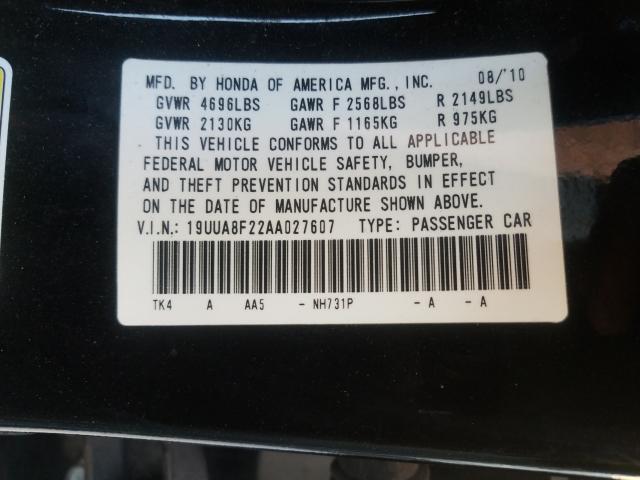 MFD. BY HONDA OF AMERICA MFG., INC. 08/'10
GVWR 4696LBS GAWR F 2568LBS R 2149LBS
GVWR 2130KG GAWR F 1165KG R 975KG
THIS VEHICLE CONFORMS TO ALL APPLICABLE
FEDERAL MOTOR VEHICLE SAFETY, BUMPER,
AND THEFT PREVENTION STANDARDS IN EFFECT
ON THE DATE OF MANUFACTURE SHOWN ABOVE.
V.I.N.: 19UUA8F22AA027607 TYPE: PASSENGER CAR
TK4 A AA5 - NH731P - A - A